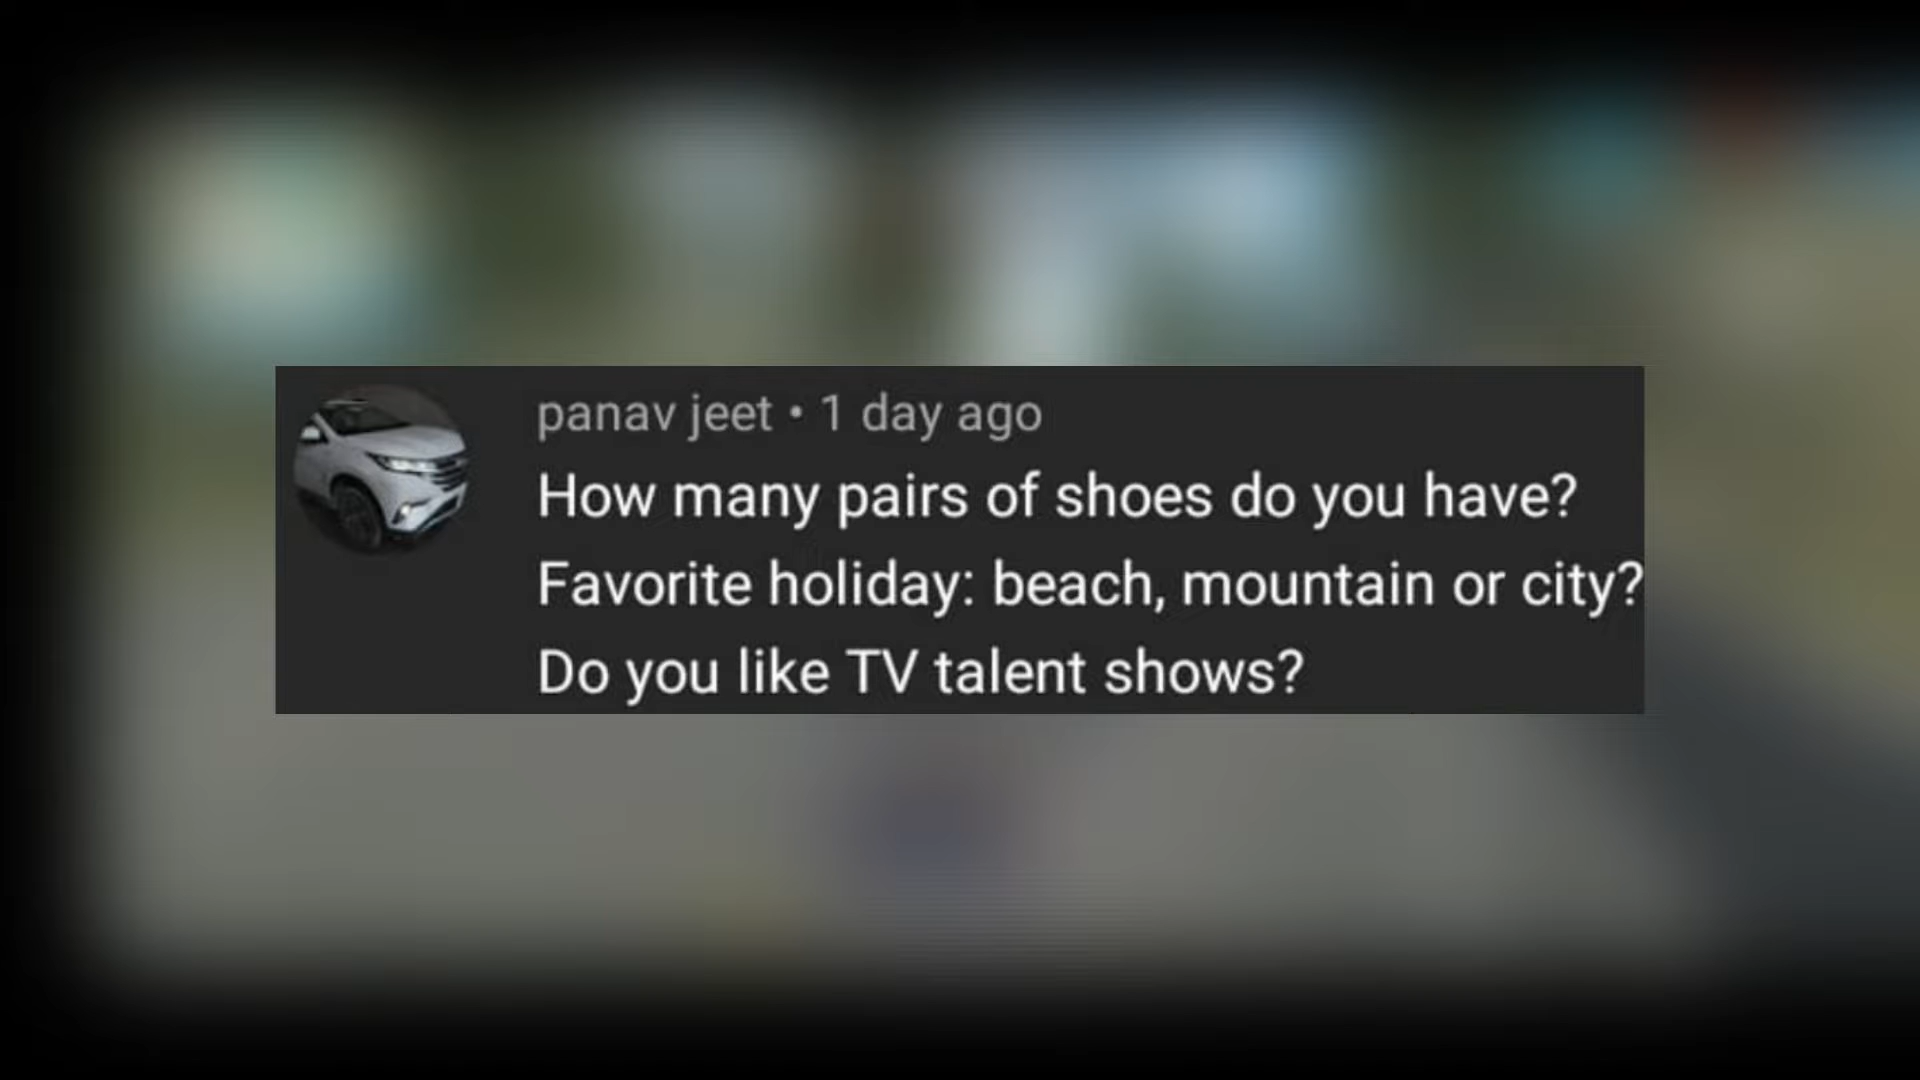 panav jeet • 1 day ago
How many pairs of shoes do you have?
Favorite holiday: beach, mountain or city?
Do you like TV talent shows?